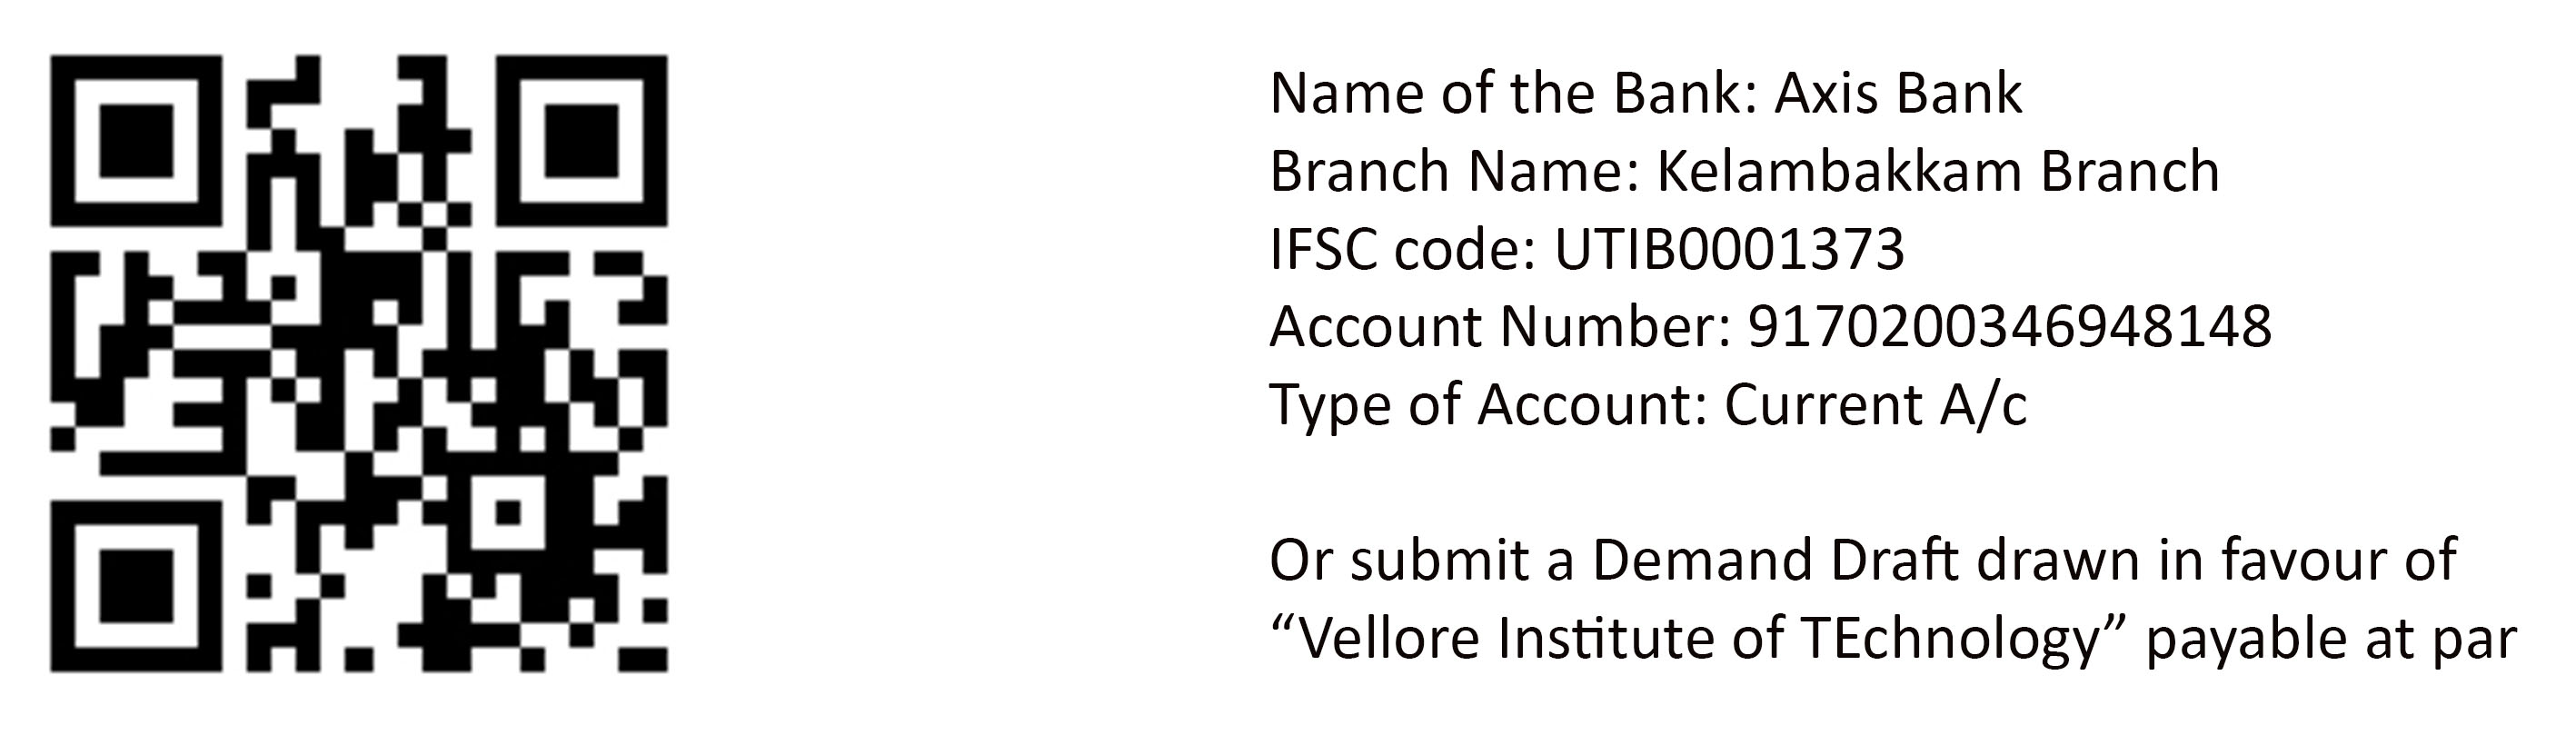 Name of the Bank: Axis Bank
Branch Name: Kelambakkam Branch
IFSC code: UTIB0001373
Account Number: 9170200346948148
Type of Account: Current A/c
Or submit a Demand Draft drawn in favour of
“Vellore Institute of TEchnology” payable at par